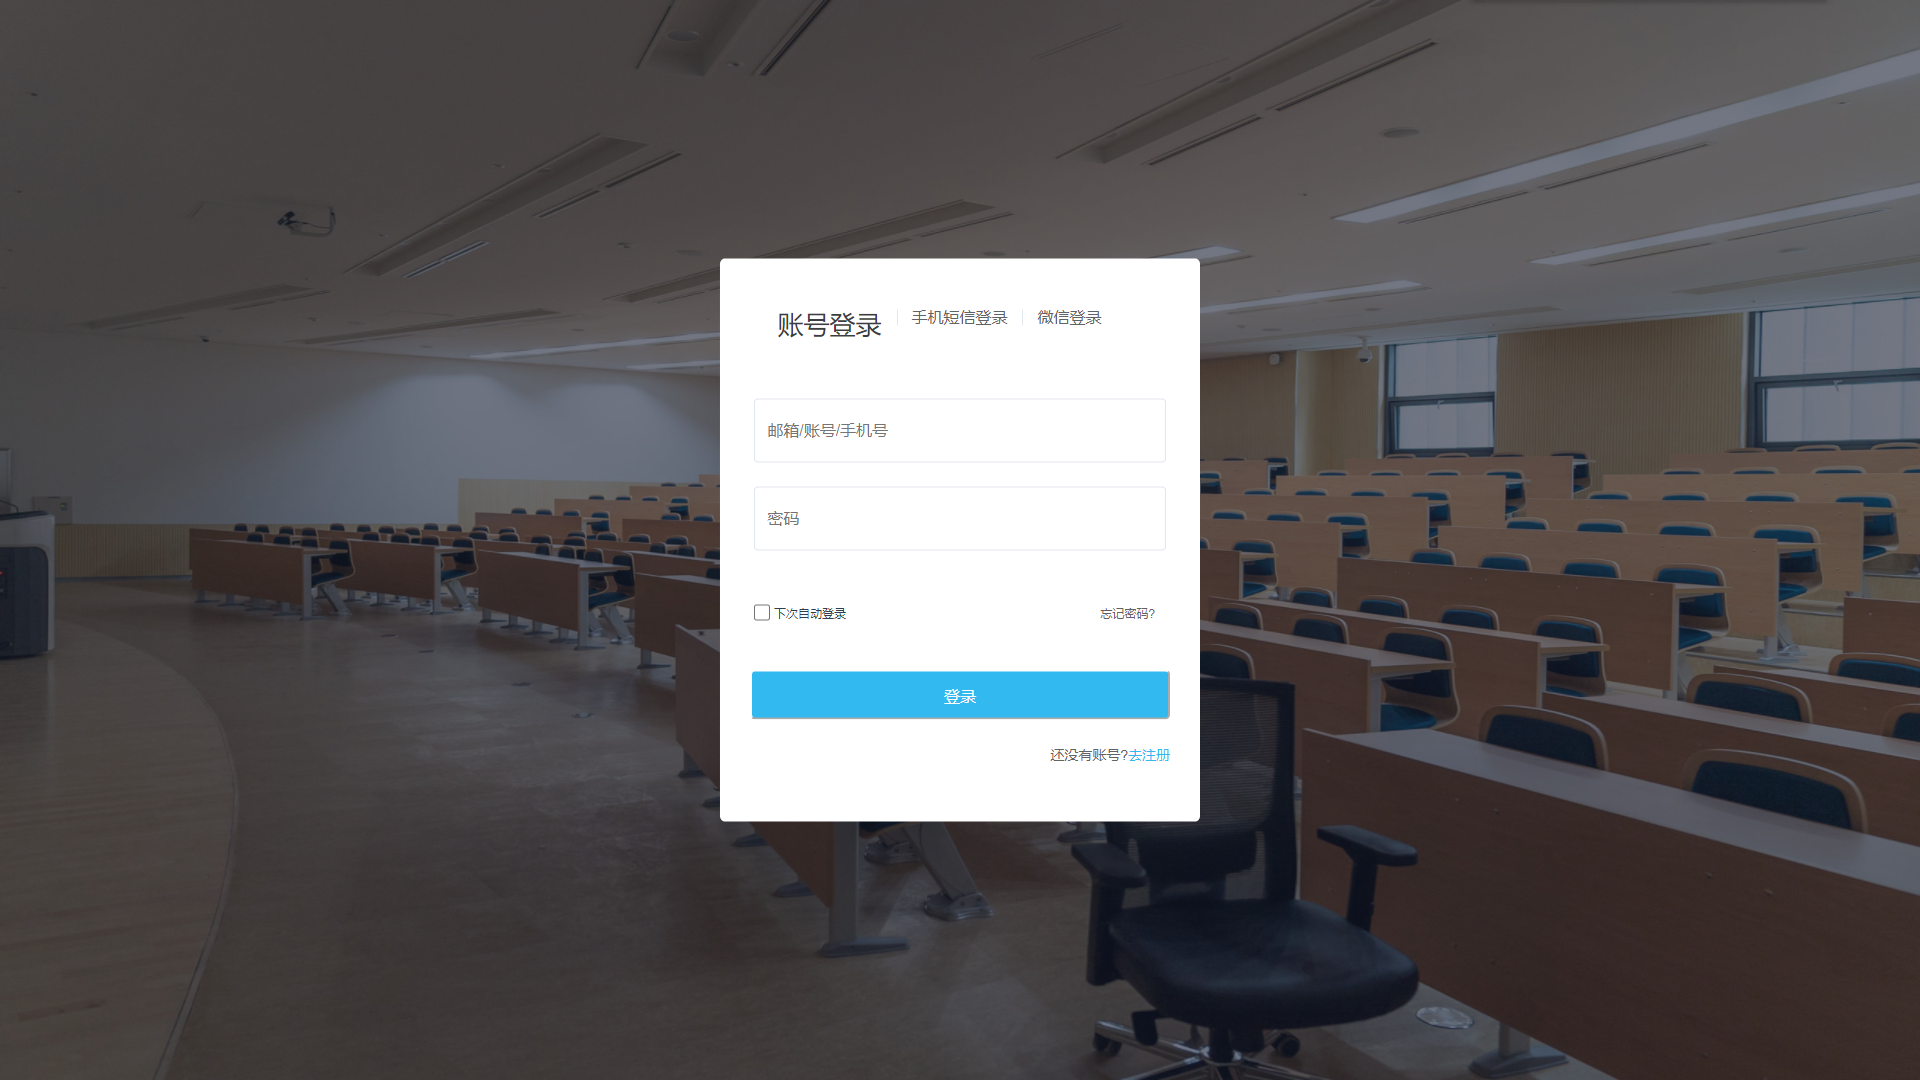 账号登录 手机短信登录 微信登录
邮箱/账号/手机号
密码
下次自动登录 忘记密码?
登录
还没有账号?去注册